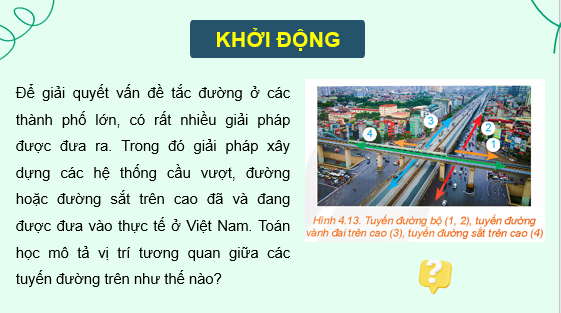 KHỞI ĐỘNG
Để giải quyết vấn đề tắc đường ở các
thành phố lớn, có rất nhiều giải pháp
được đưa ra. Trong đó giải pháp xây
dựng các hệ thống cầu vượt, đường
hoặc đường sắt trên cao đã và đang
được đưa vào thực tế ở Việt Nam. Toán
học mô tả vị trí tương quan giữa các
tuyến đường trên như thế nào?
3
2
4
1
Hình 4.13. Tuyến đường bộ (1, 2), tuyến đường
vành đai trên cao (3), tuyến đường sắt trên cao (4)
?